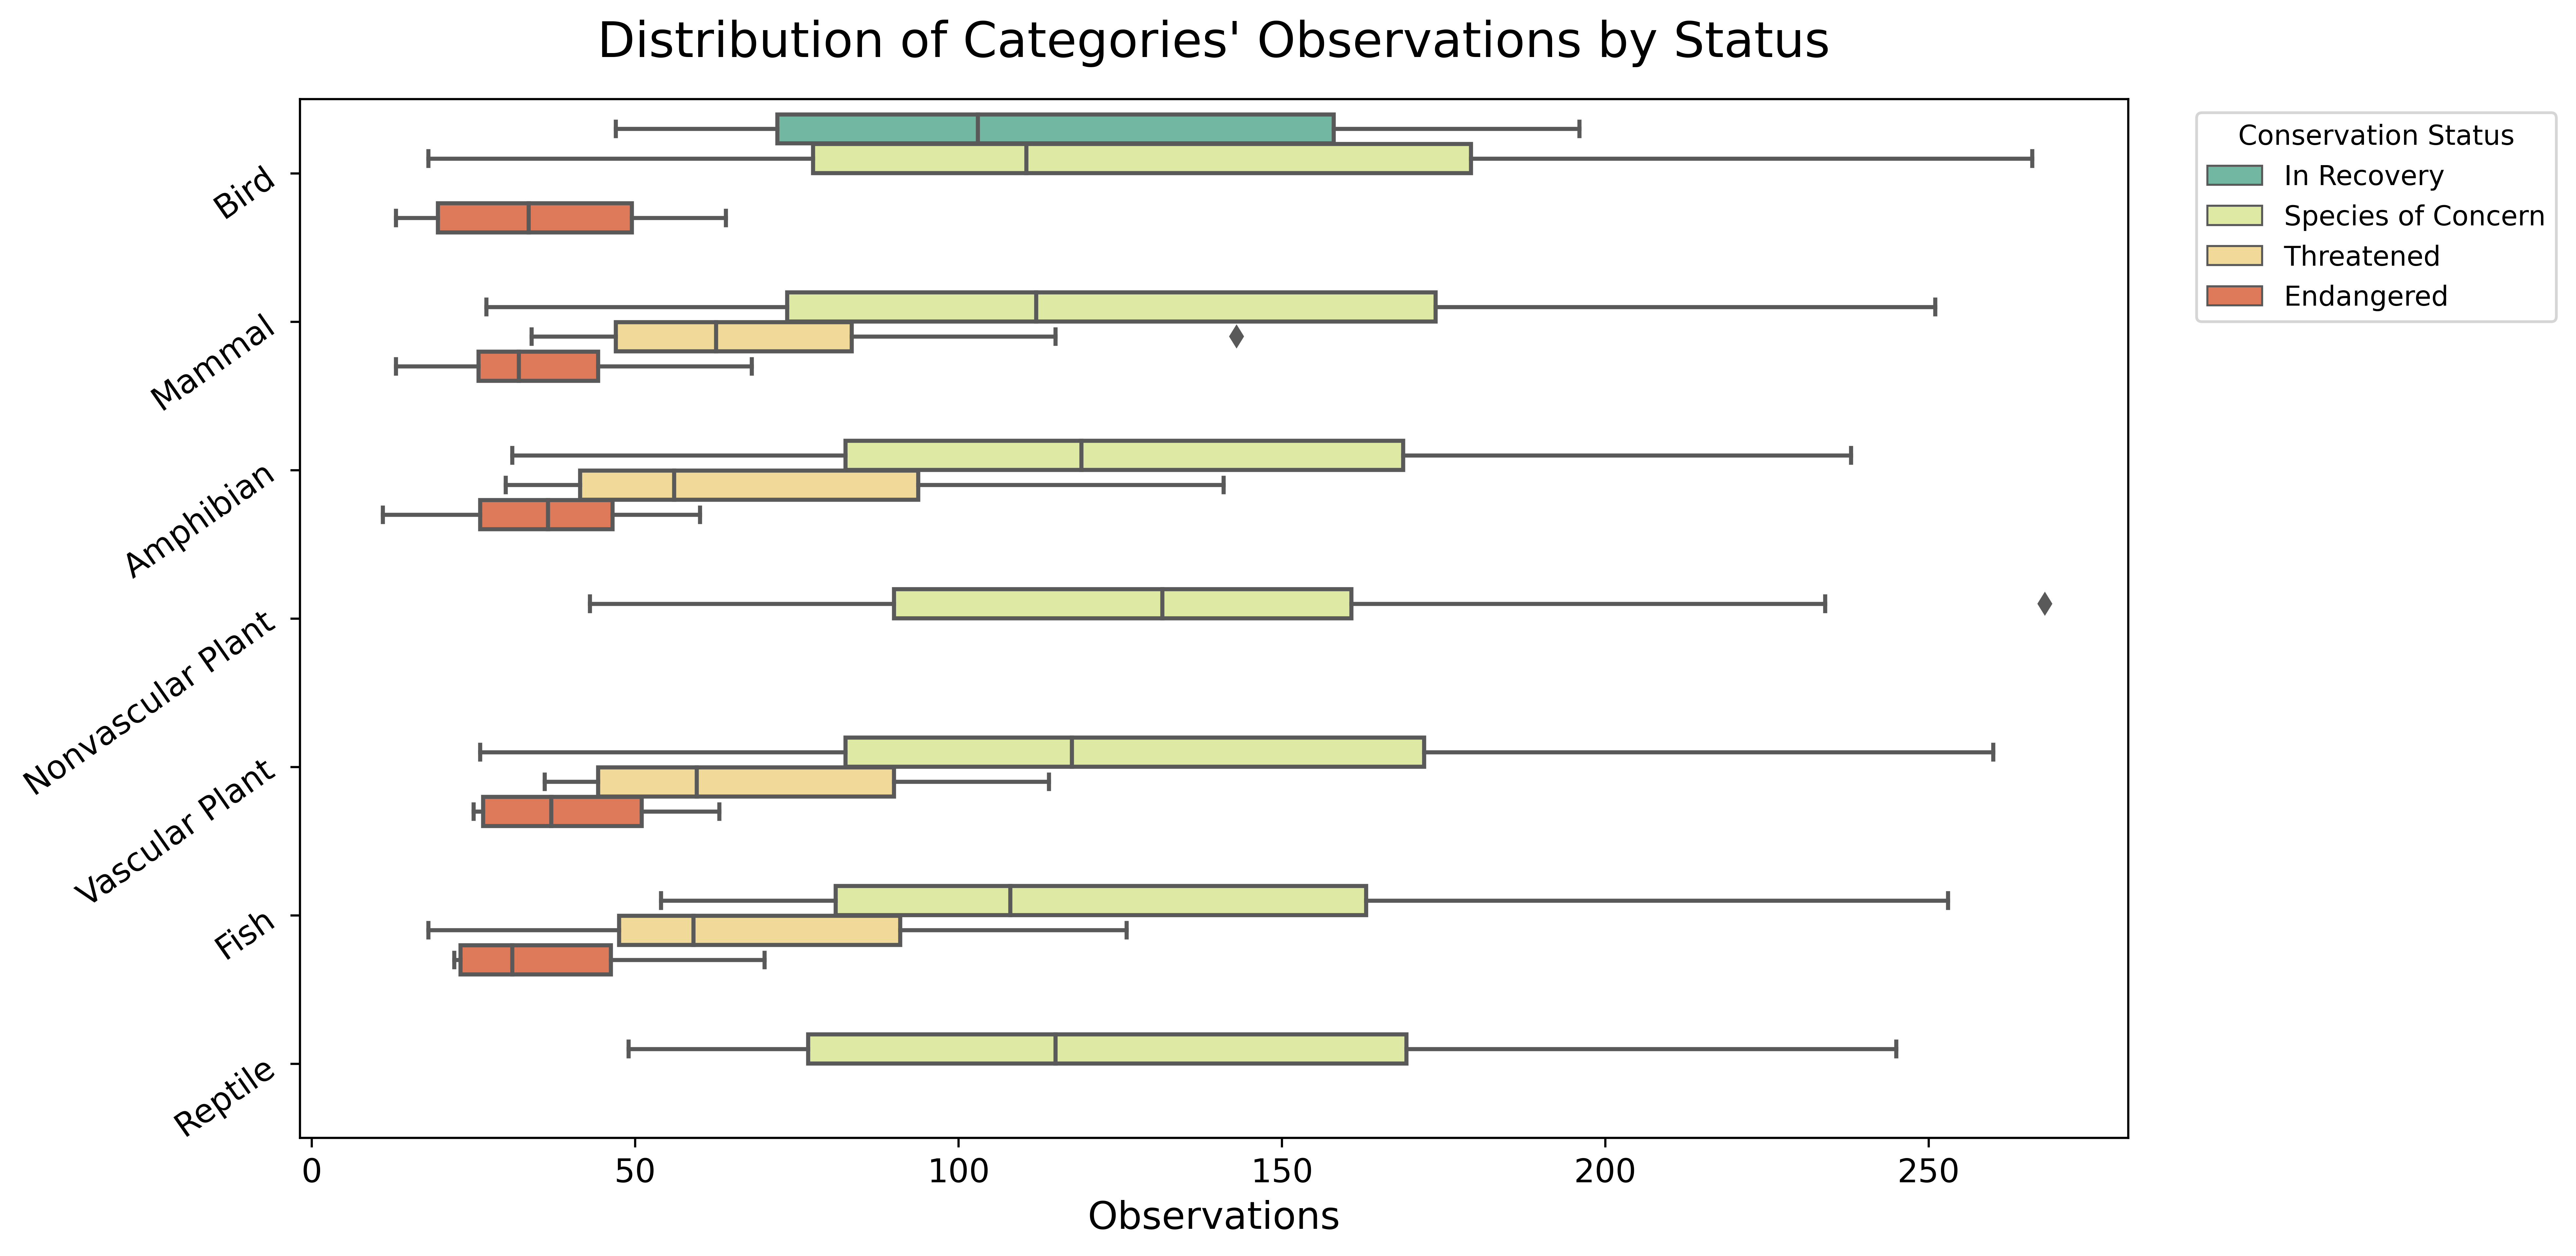 Distribution of Categories' Observations by Status
Conservation Status
In Recovery
Species of Concern
Threatened
Endangered
Bird
Mammal
Amphibian
Nonvascular Plant
Vascular Plant
Fish
Reptile
0 50 100 150 200 250
Observations